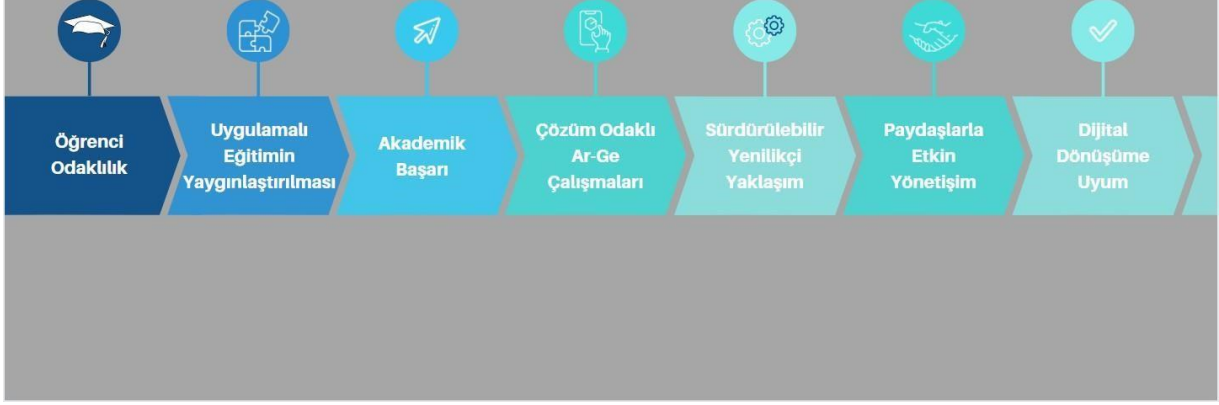 Öğrenci
Odaklılık
Uygulamalı
Eğitimin
Yaygınlaştırılması
Akademik
Başarı
Çözüm Odaklı
Ar-Ge
Çalışmaları
Sürdürülebilir
Yenilikçi
Yaklaşım
Paydaşlarla
Etkin
Yönetişim
Dijital
Dönüşüme
Uyum